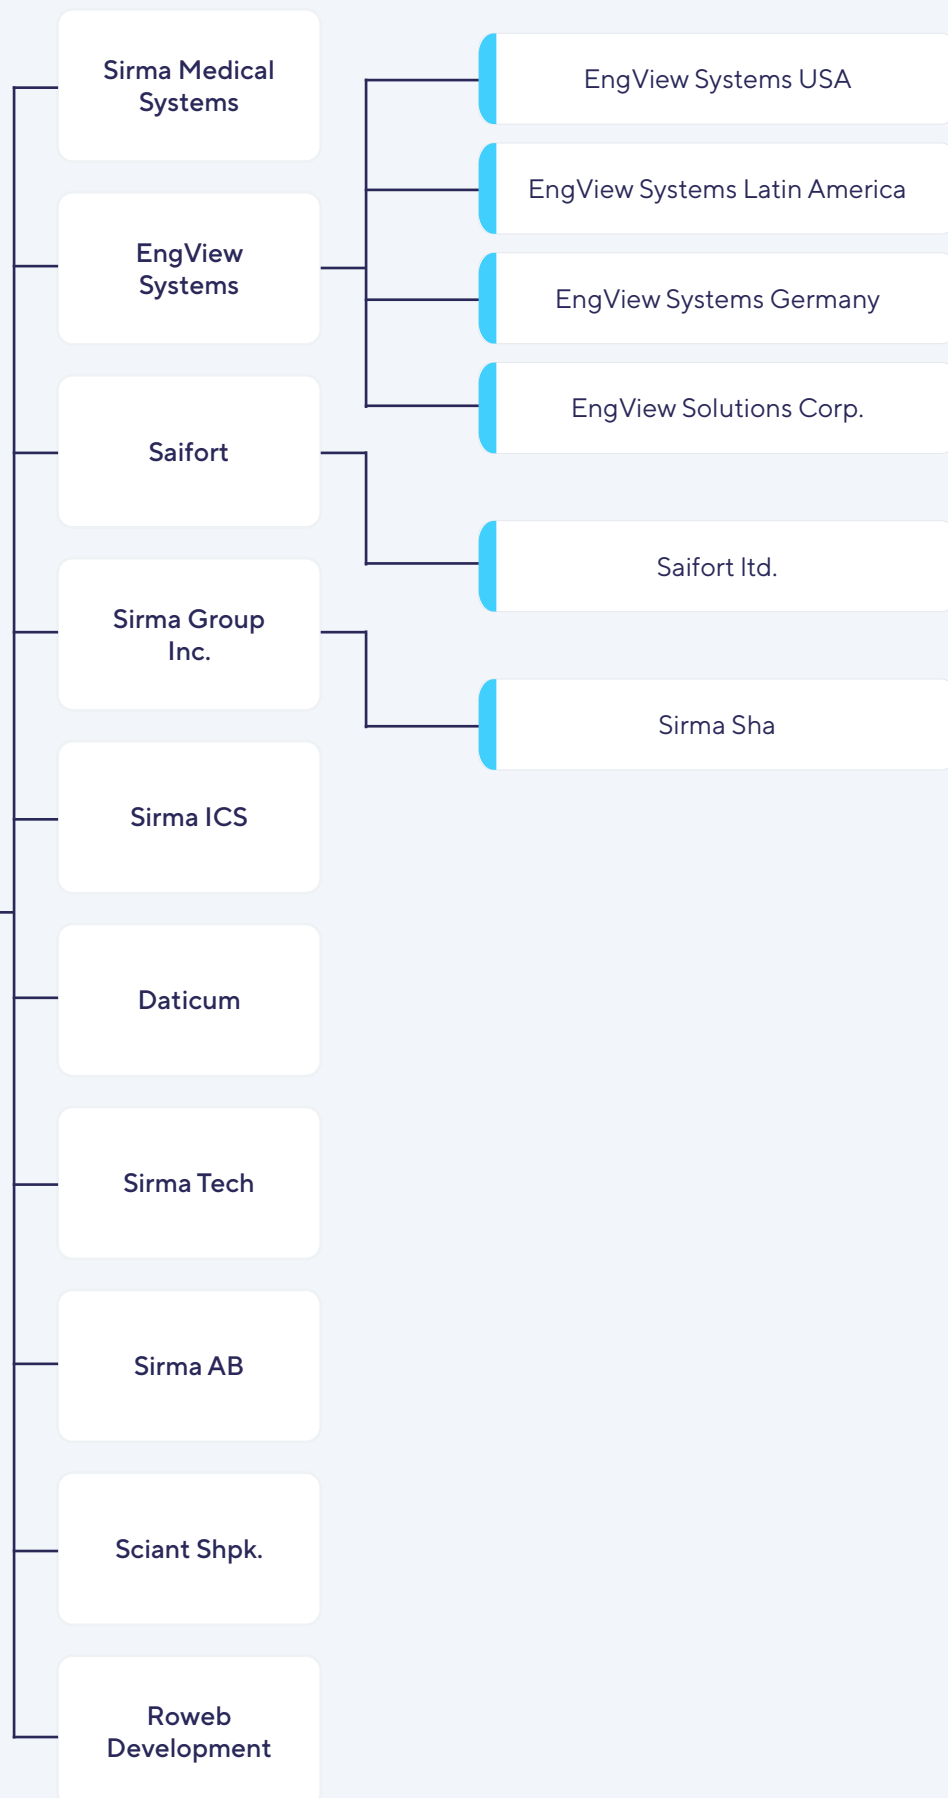 Sirma Medical
Systems
EngView
Systems
Saifort
Sirma Group
Inc.
Sirma ICS
Daticum
Sirma Tech
Sirma AB
Sciant Shpk.
Roweb
Development
EngView Systems USA
EngView Systems Latin America
EngView Systems Germany
EngView Solutions Corp.
Saifort ltd.
Sirma Sha